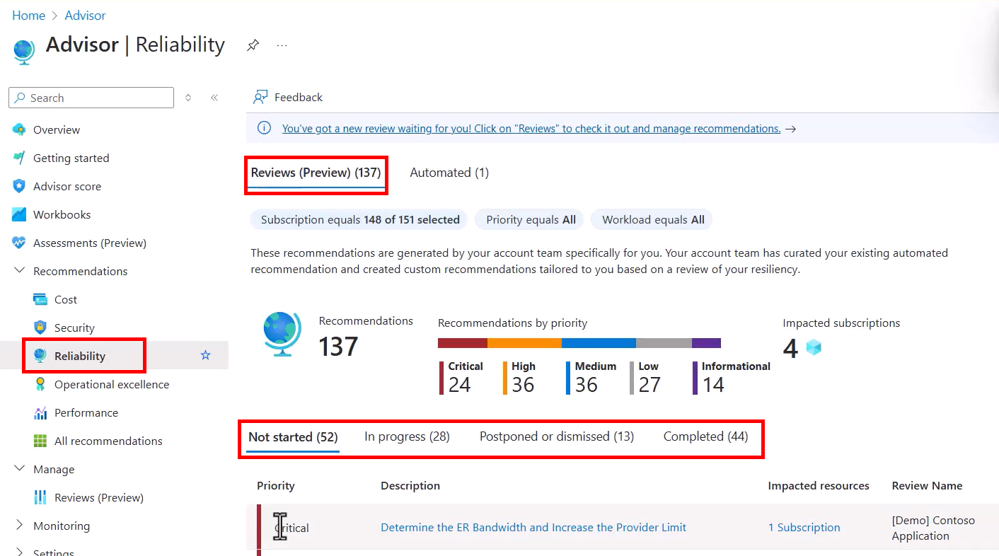 Home > Advisor
Advisor | Reliability ...
Search
Overview
Getting started
Advisor score
Workbooks
Assessments (Preview)
Recommendations
Cost
Security
Reliability
Operational excellence
Performance
All recommendations
Manage
Reviews (Preview)
Monitoring
Settings
Feedback
You've got a new review waiting for you! Click on "Reviews" to check it out and manage recommendations. →
Reviews (Preview) (137) Automated (1)
Subscription equals 148 of 151 selected Priority equals All Workload equals All
These recommendations are generated by your account team specifically for you. Your account team has curated your existing automated
recommendation and created custom recommendations tailored to you based on a review of your resiliency.
Recommendations
137
Recommendations by priority
Critical High Medium Low Informational
24 36 36 27 14
Impacted subscriptions
4
Not started (52) In progress (28) Postponed or dismissed (13) Completed (44)
Priority Description Impacted resources Review Name
Critical Determine the ER Bandwidth and Increase the Provider Limit 1 Subscription [Demo] Contoso
Application